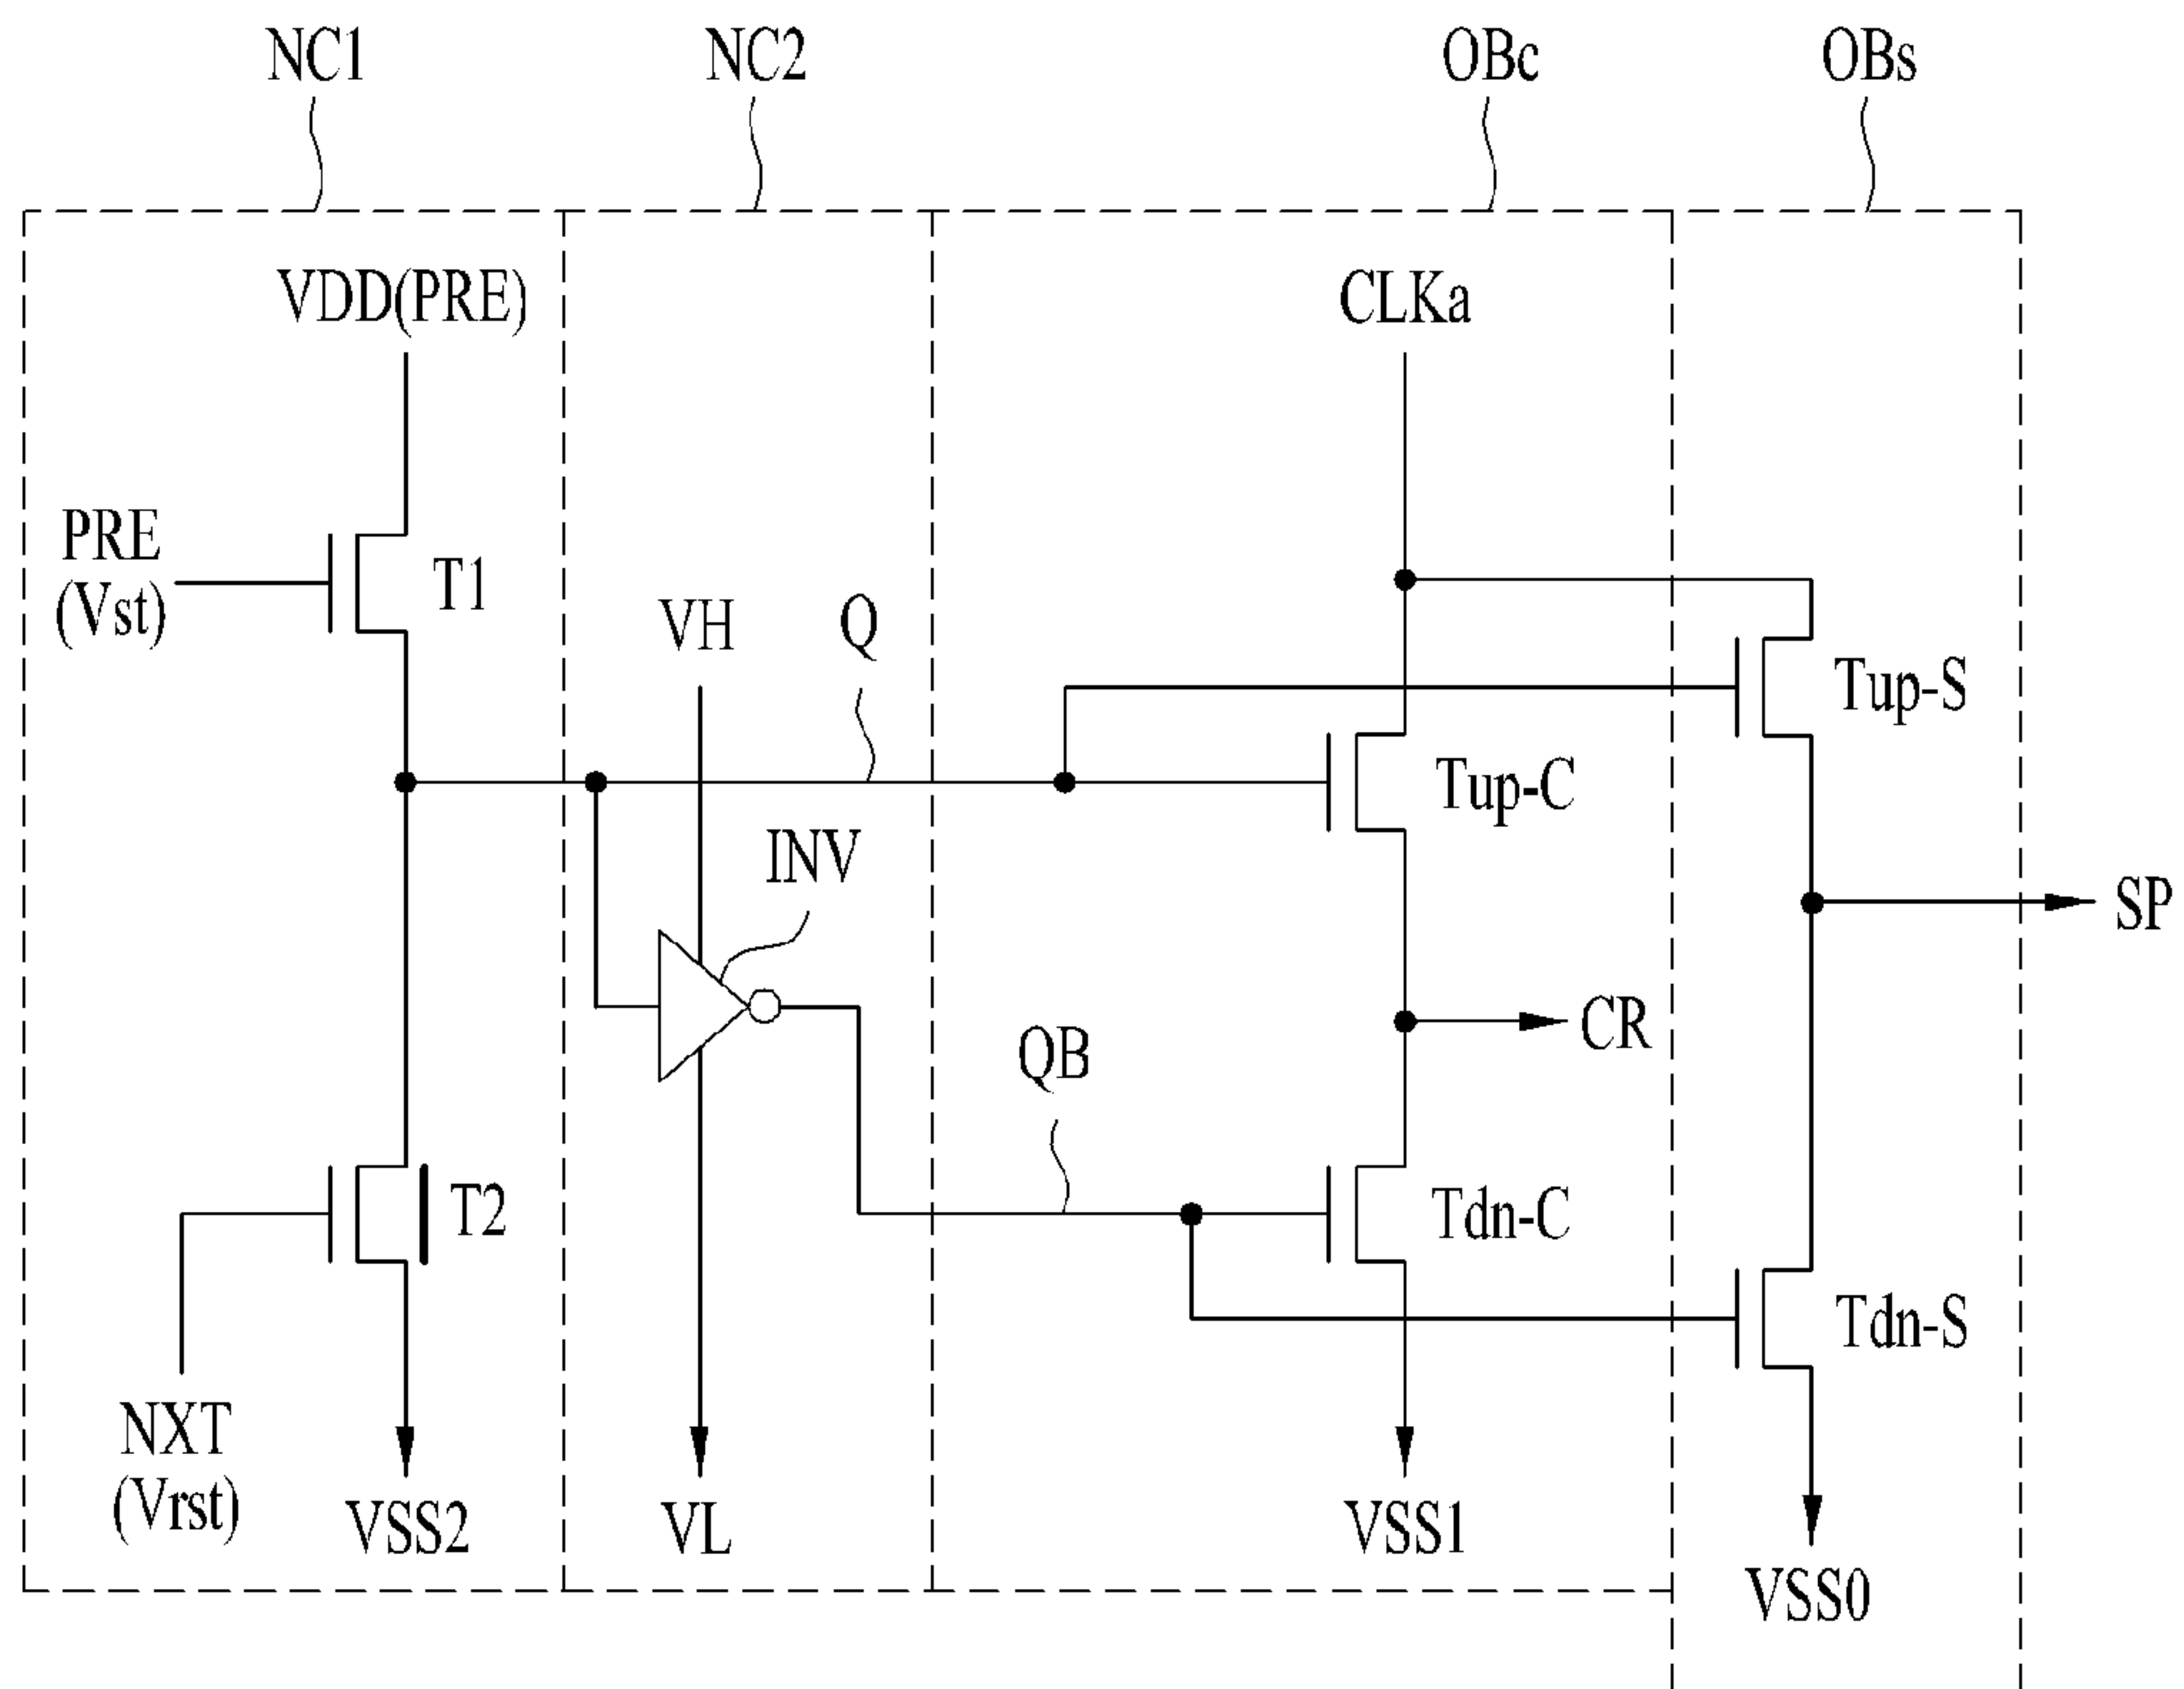 NC1
NC2
OBc
OBs
VDD(PRE)
CLKa
PRE
(Vst)
T1
VH
Q
Tup-S
Tup-C
INV
SP
CR
QB
T2
Tdn-C
Tdn-S
NXT
(Vrst)
VSS2
VL
VSS1
VSS0